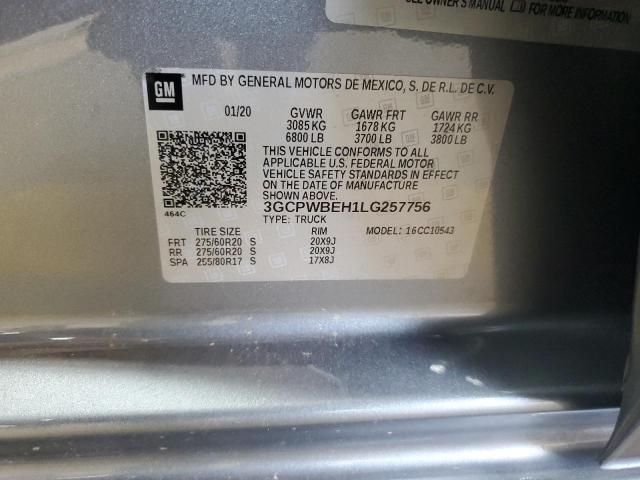 SEE OWNER'S MANUAL FOR MORE INFORMATION
GM
MFD BY GENERAL MOTORS DE MEXICO, S. DE R.L. DE C.V.
01/20 GVWR GAWR FRT GAWR RR
3085 KG 1678 KG 1724 KG
6800 LB 3700 LB 3800 LB
THIS VEHICLE CONFORMS TO ALL
APPLICABLE U.S. FEDERAL MOTOR
VEHICLE SAFETY STANDARDS IN EFFECT
ON THE DATE OF MANUFACTURE
SHOWN ABOVE.
464C
3GCPWBEH1LG257756
TYPE: TRUCK
TIRE SIZE RIM MODEL: 16CC10543
FRT 275/60R20 S 20X9J
RR 275/60R20 S 20X9J
SPA 255/80R17 S 17X8J